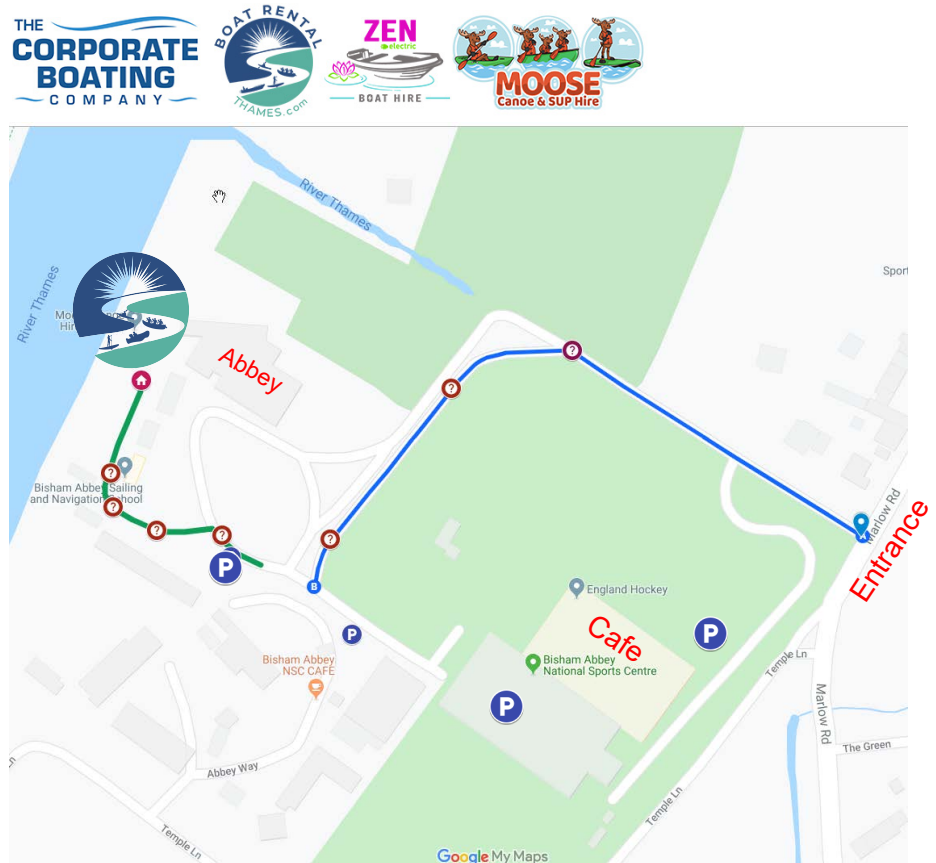 THE
CORPORATE
BOATING
COMPANY
BOAT RENTAL
THAMES.com
ZEN
electric
BOAT HIRE
MOOSE
Canoe & SUP Hire
River Thames
River Thames
Sport
Abbey
Bisham Abbey Sailing
and Navigation School
Marlow Rd
Entrance
?
?
?
?
?
?
?
P
B
P
England Hockey
Cafe
P
Bisham Abbey
National Sports Centre
Bisham Abbey
NSC CAFE
P
Temple Ln
Marlow Rd
The Green
Abbey Way
Temple Ln
Temple Ln
Google My Maps